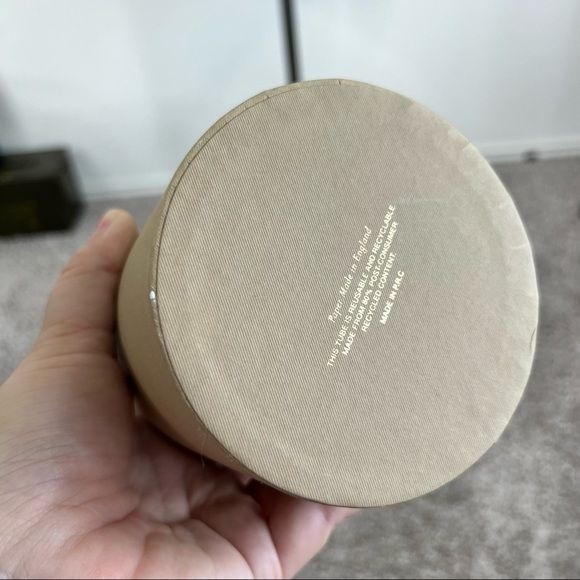 Paper Made in England
THIS TUBE IS REUSABLE AND RECYCLABLE
MADE FROM 80% POST-CONSUMER
RECYCLED CONTENT.
MADE IN P.R.C